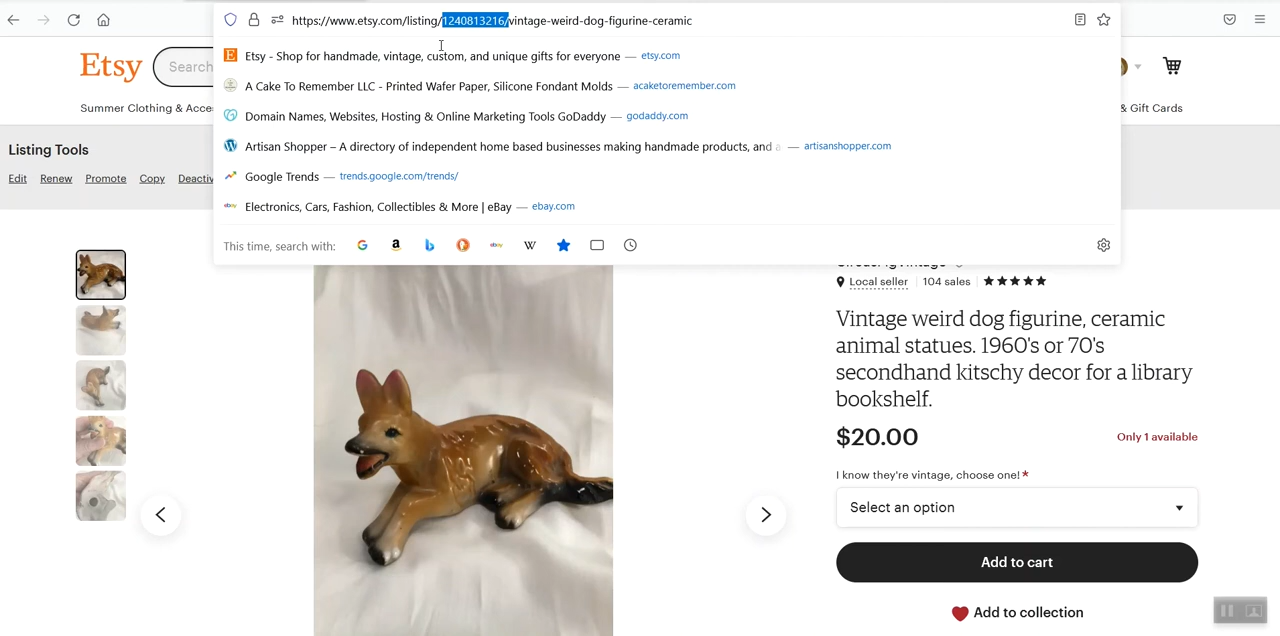 https://www.etsy.com/listing/1240813216/vintage-weird-dog-figurine-ceramic
Etsy - Shop for handmade, vintage, custom, and unique gifts for everyone — etsy.com
A Cake To Remember LLC - Printed Wafer Paper, Silicone Fondant Molds — acaketoremember.com
Domain Names, Websites, Hosting & Online Marketing Tools GoDaddy — godaddy.com
Artisan Shopper – A directory of independent home based businesses making handmade products, and a — artisanshopper.com
Google Trends — trends.google.com/trends/
Electronics, Cars, Fashion, Collectibles & More | eBay — ebay.com
This time, search with:
Etsy
Search
Summer Clothing & Acce
& Gift Cards
Listing Tools
Edit Renew Promote Copy Deactiv
Local seller 104 sales
Vintage weird dog figurine, ceramic
animal statues. 1960's or 70's
secondhand kitschy decor for a library
bookshelf.
$20.00
Only 1 available
I know they're vintage, choose one! *
Select an option
Add to cart
Add to collection